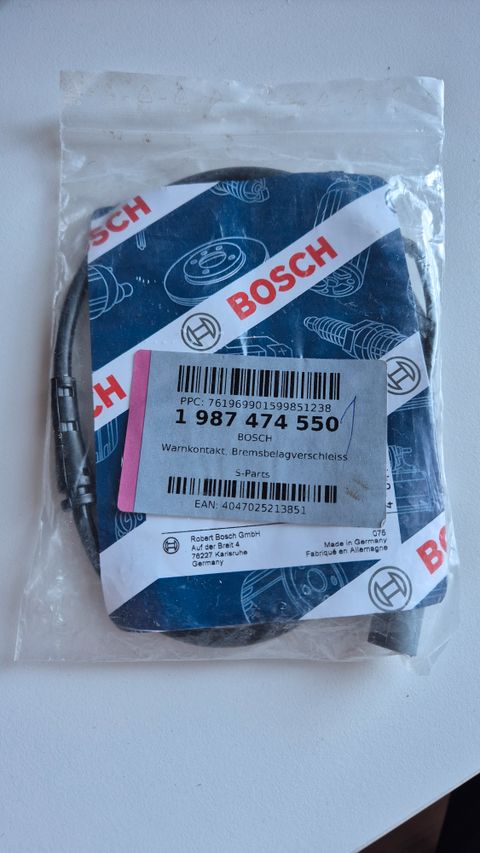 BOSCH
BOSCH
PPC: 761969901599851238
1 987 474 550
BOSCH
Warnkontakt, Bremsbelagverschleiss
S-Parts
EAN: 4047025213851
Robert Bosch GmbH
Auf der Breit 4
76227 Karlsruhe
Germany
075
Made in Germany
Fabriqué en Allemagne
BOSCH